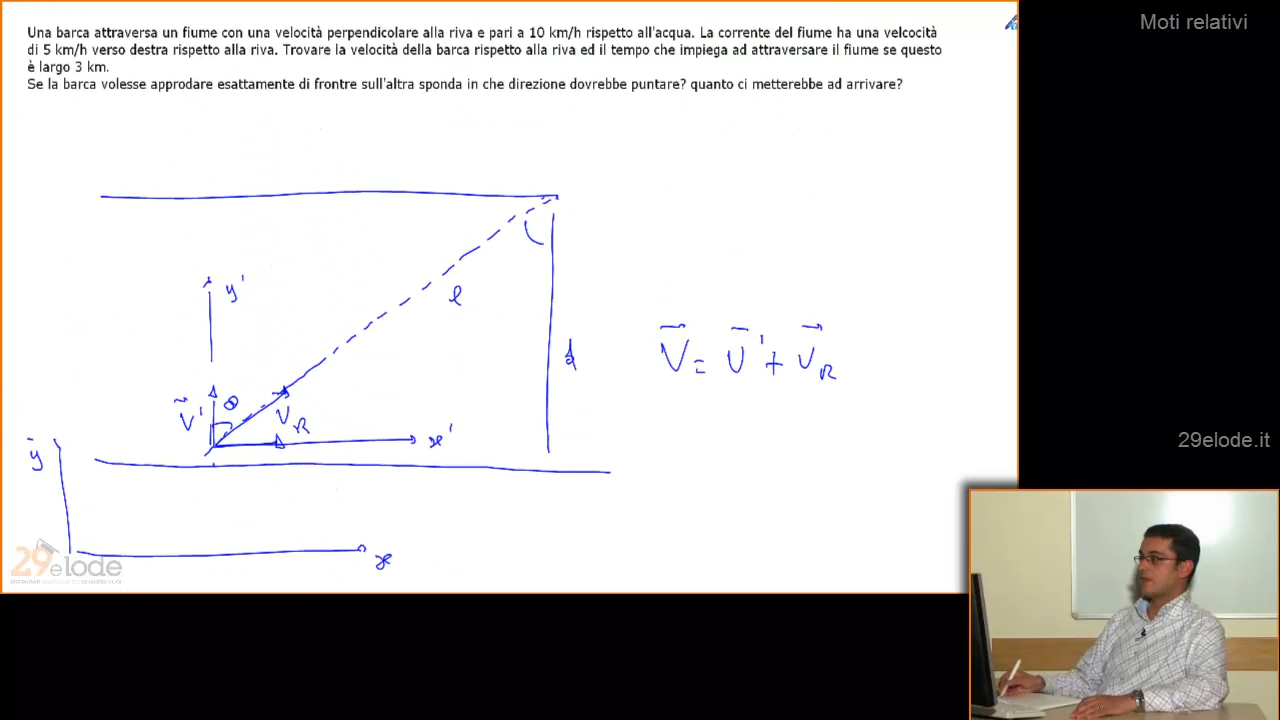 Moti relativi
Una barca attraversa un fiume con una velocità perpendicolare alla riva e pari a 10 km/h rispetto all'acqua. La corrente del fiume ha una velcocità
di 5 km/h verso destra rispetto alla riva. Trovare la velocità della barca rispetto alla riva ed il tempo che impiega ad attraversare il fiume se questo
è largo 3 km.
Se la barca volesse approdare esattamente di frontre sull'altra sponda in che direzione dovrebbe puntare? quanto ci metterebbe ad arrivare?
y'
l
d
V⃗ = v⃗' + v⃗R
V⃗'
θ
VR
x'
y
x
29elode
29elode.it